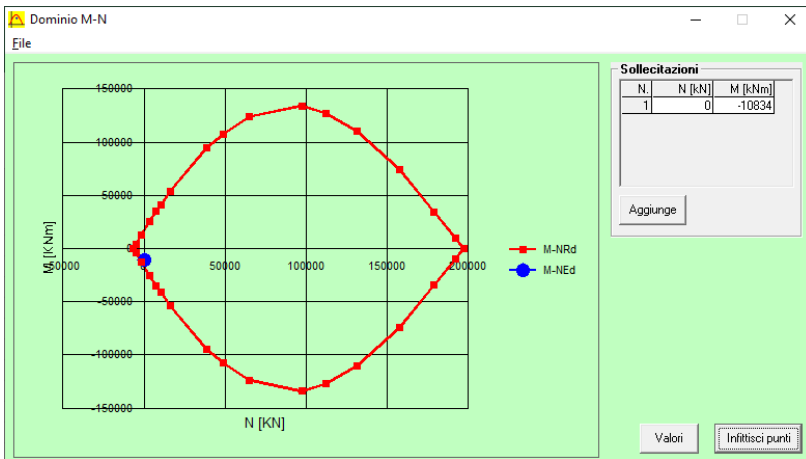 Dominio M-N
File
Sollecitazioni
N. N [kN] M [kNm]
1 0 -10834
Aggiunge
150000
100000
50000
0
-50000 0 50000 100000 150000 200000
-50000
-100000
-150000
M [KNm]
N [KN]
M-NRd
M-NEd
Valori
Infittisci punti